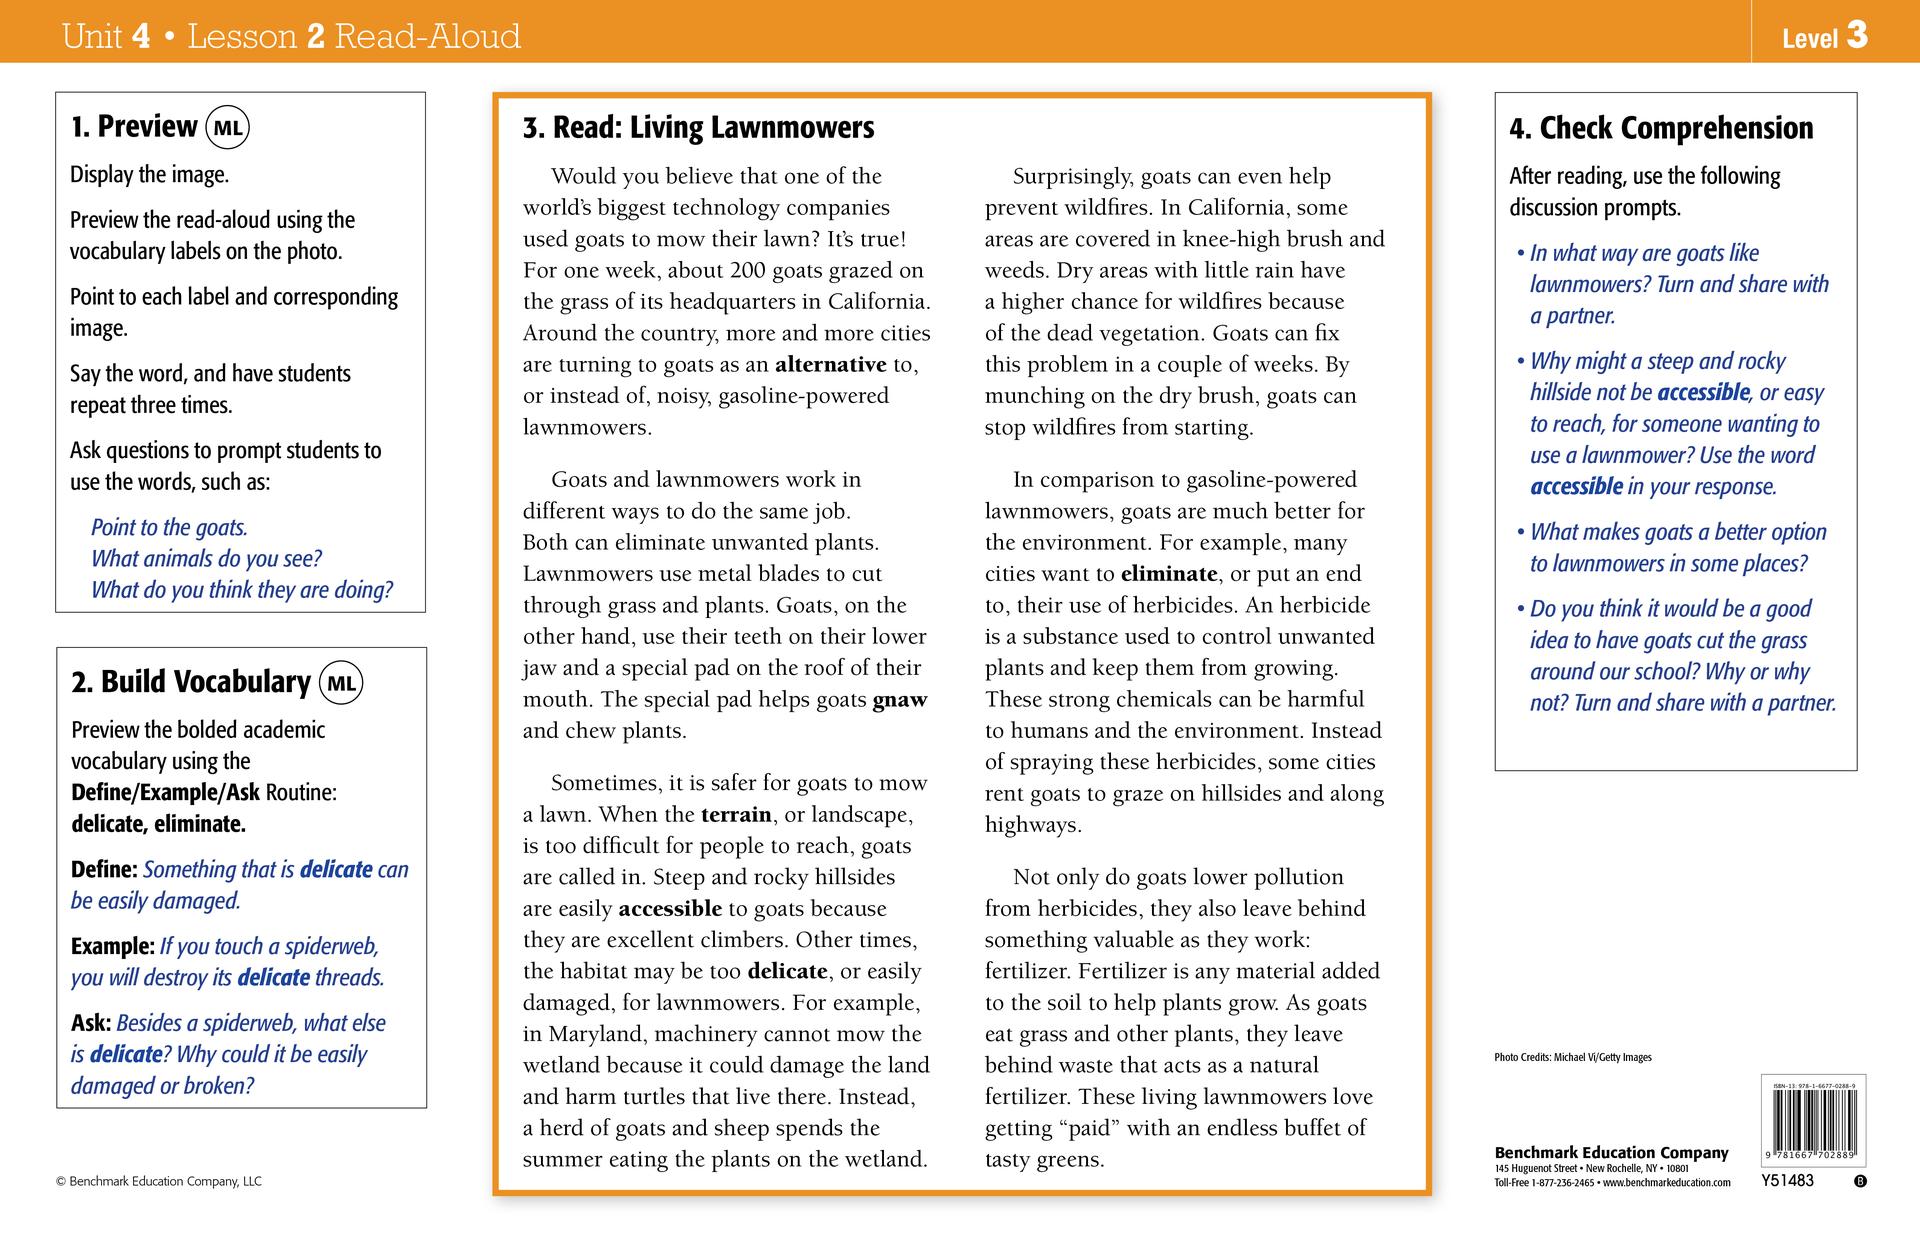 Unit 4 • Lesson 2 Read-Aloud
Level 3
1. Preview ML
Display the image.
Preview the read-aloud using the
vocabulary labels on the photo.
Point to each label and corresponding
image.
Say the word, and have students
repeat three times.
Ask questions to prompt students to
use the words, such as:
Point to the goats.
What animals do you see?
What do you think they are doing?
2. Build Vocabulary ML
Preview the bolded academic
vocabulary using the
Define/Example/Ask Routine:
delicate, eliminate.
Define: Something that is delicate can
be easily damaged.
Example: If you touch a spiderweb,
you will destroy its delicate threads.
Ask: Besides a spiderweb, what else
is delicate? Why could it be easily
damaged or broken?
© Benchmark Education Company, LLC
3. Read: Living Lawnmowers
Would you believe that one of the
world's biggest technology companies
used goats to mow their lawn? It's true!
For one week, about 200 goats grazed on
the grass of its headquarters in California.
Around the country, more and more cities
are turning to goats as an alternative to,
or instead of, noisy, gasoline-powered
lawnmowers.
Goats and lawnmowers work in
different ways to do the same job.
Both can eliminate unwanted plants.
Lawnmowers use metal blades to cut
through grass and plants. Goats, on the
other hand, use their teeth on their lower
jaw and a special pad on the roof of their
mouth. The special pad helps goats gnaw
and chew plants.
Sometimes, it is safer for goats to mow
a lawn. When the terrain, or landscape,
is too difficult for people to reach, goats
are called in. Steep and rocky hillsides
are easily accessible to goats because
they are excellent climbers. Other times,
the habitat may be too delicate, or easily
damaged, for lawnmowers. For example,
in Maryland, machinery cannot mow the
wetland because it could damage the land
and harm turtles that live there. Instead,
a herd of goats and sheep spends the
summer eating the plants on the wetland.
Surprisingly, goats can even help
prevent wildfires. In California, some
areas are covered in knee-high brush and
weeds. Dry areas with little rain have
a higher chance for wildfires because
of the dead vegetation. Goats can fix
this problem in a couple of weeks. By
munching on the dry brush, goats can
stop wildfires from starting.
In comparison to gasoline-powered
lawnmowers, goats are much better for
the environment. For example, many
cities want to eliminate, or put an end
to, their use of herbicides. An herbicide
is a substance used to control unwanted
plants and keep them from growing.
These strong chemicals can be harmful
to humans and the environment. Instead
of spraying these herbicides, some cities
rent goats to graze on hillsides and along
highways.
Not only do goats lower pollution
from herbicides, they also leave behind
something valuable as they work:
fertilizer. Fertilizer is any material added
to the soil to help plants grow. As goats
eat grass and other plants, they leave
behind waste that acts as a natural
fertilizer. These living lawnmowers love
getting “paid” with an endless buffet of
tasty greens.
4. Check Comprehension
After reading, use the following
discussion prompts.
• In what way are goats like
lawnmowers? Turn and share with
a partner.
• Why might a steep and rocky
hillside not be accessible, or easy
to reach, for someone wanting to
use a lawnmower? Use the word
accessible in your response.
• What makes goats a better option
to lawnmowers in some places?
• Do you think it would be a good
idea to have goats cut the grass
around our school? Why or why
not? Turn and share with a partner.
Photo Credits: Michael Vi/Getty Images
Benchmark Education Company
145 Huguenot Street • New Rochelle, NY • 10801
Toll-Free 1-877-236-2465 • www.benchmarkeducation.com
ISBN-13: 978-1-6677-0288-9
9 781667 702889
Y51483
B